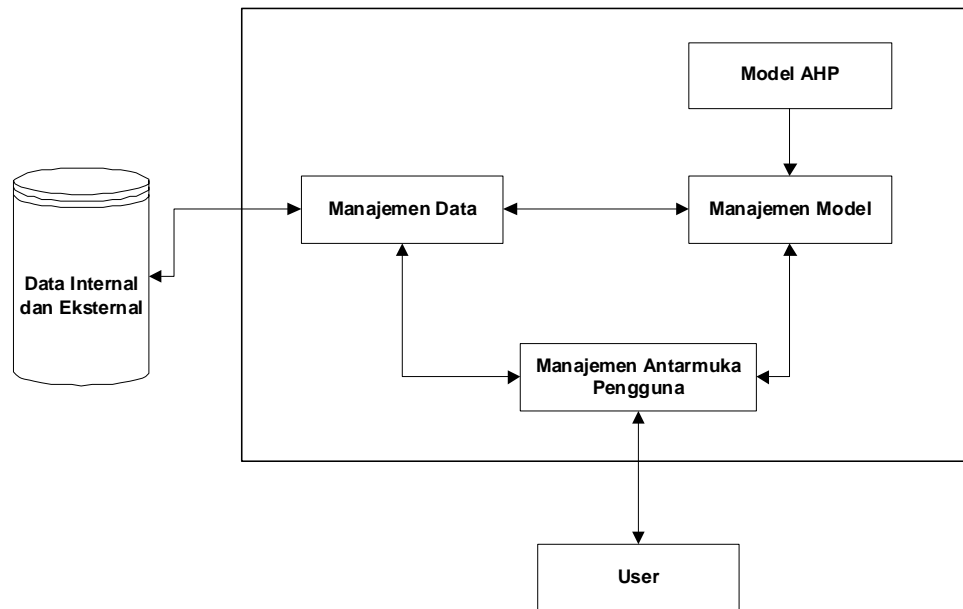 Model AHP
Manajemen Data
Manajemen Model
Data Internal
dan Eksternal
Manajemen Antarmuka
Pengguna
User